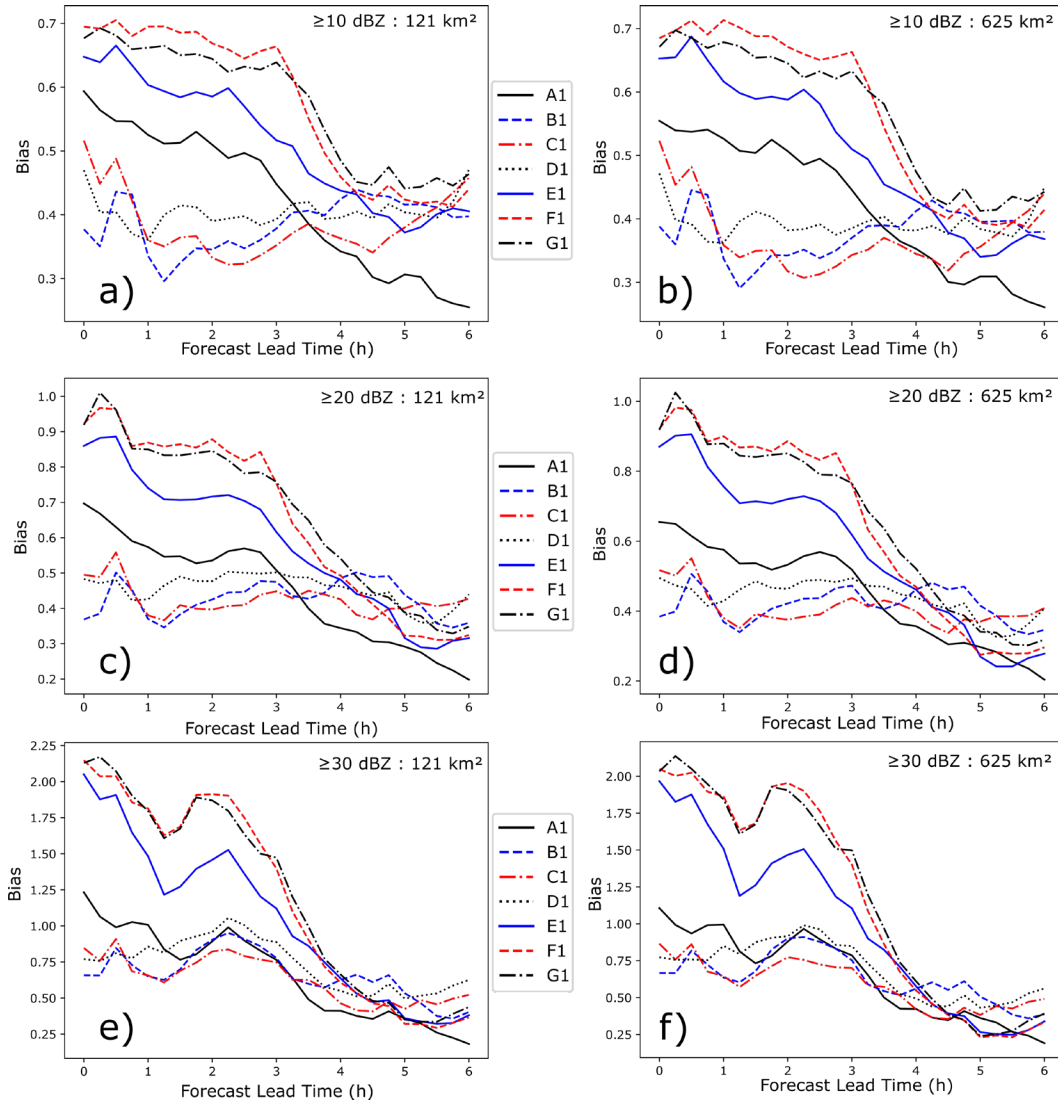 ≥10 dBZ : 121 km²
0.7
0.6
0.5
0.4
0.3
Bias
a)
0 1 2 3 4 5 6
Forecast Lead Time (h)
A1
B1
C1
D1
E1
F1
G1
≥10 dBZ : 625 km²
0.7
0.6
0.5
0.4
0.3
Bias
b)
0 1 2 3 4 5 6
Forecast Lead Time (h)
≥20 dBZ : 121 km²
1.0
0.9
0.8
0.7
0.6
0.5
0.4
0.3
0.2
Bias
c)
0 1 2 3 4 5 6
Forecast Lead Time (h)
A1
B1
C1
D1
E1
F1
G1
≥20 dBZ : 625 km²
1.0
0.8
0.6
0.4
0.2
Bias
d)
0 1 2 3 4 5 6
Forecast Lead Time (h)
≥30 dBZ : 121 km²
2.25
2.00
1.75
1.50
1.25
1.00
0.75
0.50
0.25
Bias
e)
0 1 2 3 4 5 6
Forecast Lead Time (h)
A1
B1
C1
D1
E1
F1
G1
≥30 dBZ : 625 km²
2.00
1.75
1.50
1.25
1.00
0.75
0.50
0.25
Bias
f)
0 1 2 3 4 5 6
Forecast Lead Time (h)